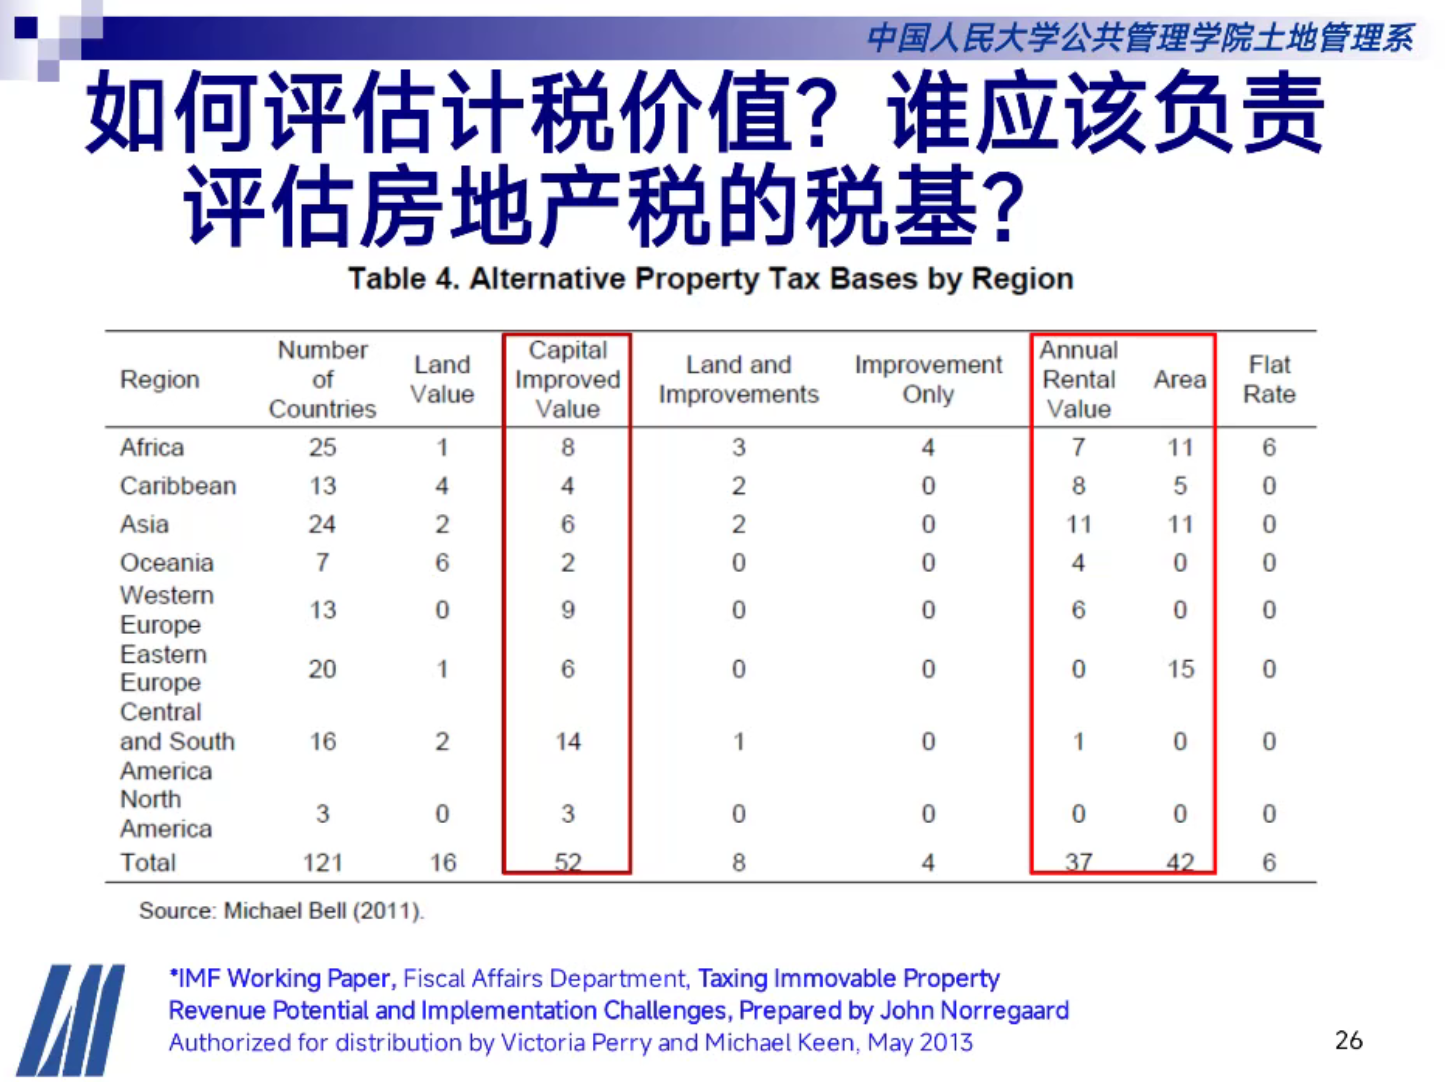 中国人民大学公共管理学院土地管理系
如何评估计税价值？谁应该负责
评估房地产税的税基？
Table 4. Alternative Property Tax Bases by Region
Region Number of Countries Land Value Capital Improved Value Land and Improvements Improvement Only Annual Rental Value Area Flat Rate
Africa 25 1 8 3 4 7 11 6
Caribbean 13 4 4 2 0 8 5 0
Asia 24 2 6 2 0 11 11 0
Oceania 7 6 2 0 0 4 0 0
Western Europe 13 0 9 0 0 6 0 0
Eastern Europe 20 1 6 0 0 0 15 0
Central and South America 16 2 14 1 0 1 0 0
North America 3 0 3 0 0 0 0 0
Total 121 16 52 8 4 37 42 6
Source: Michael Bell (2011).
*IMF Working Paper, Fiscal Affairs Department, Taxing Immovable Property
Revenue Potential and Implementation Challenges, Prepared by John Norregaard
Authorized for distribution by Victoria Perry and Michael Keen, May 2013
26